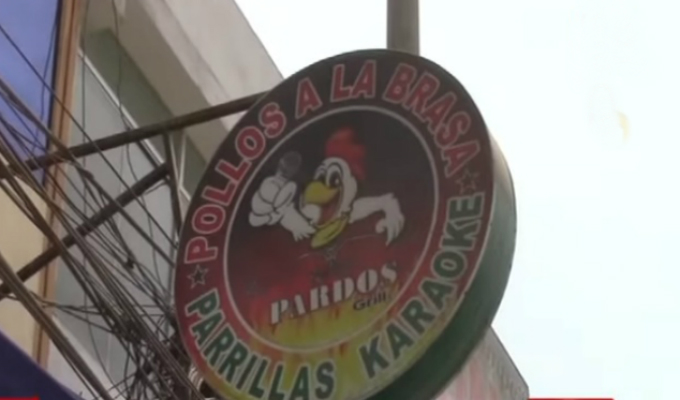 POLLOS A LA BRASA
PARDOS
Grill
PARRILLAS KARAOKE